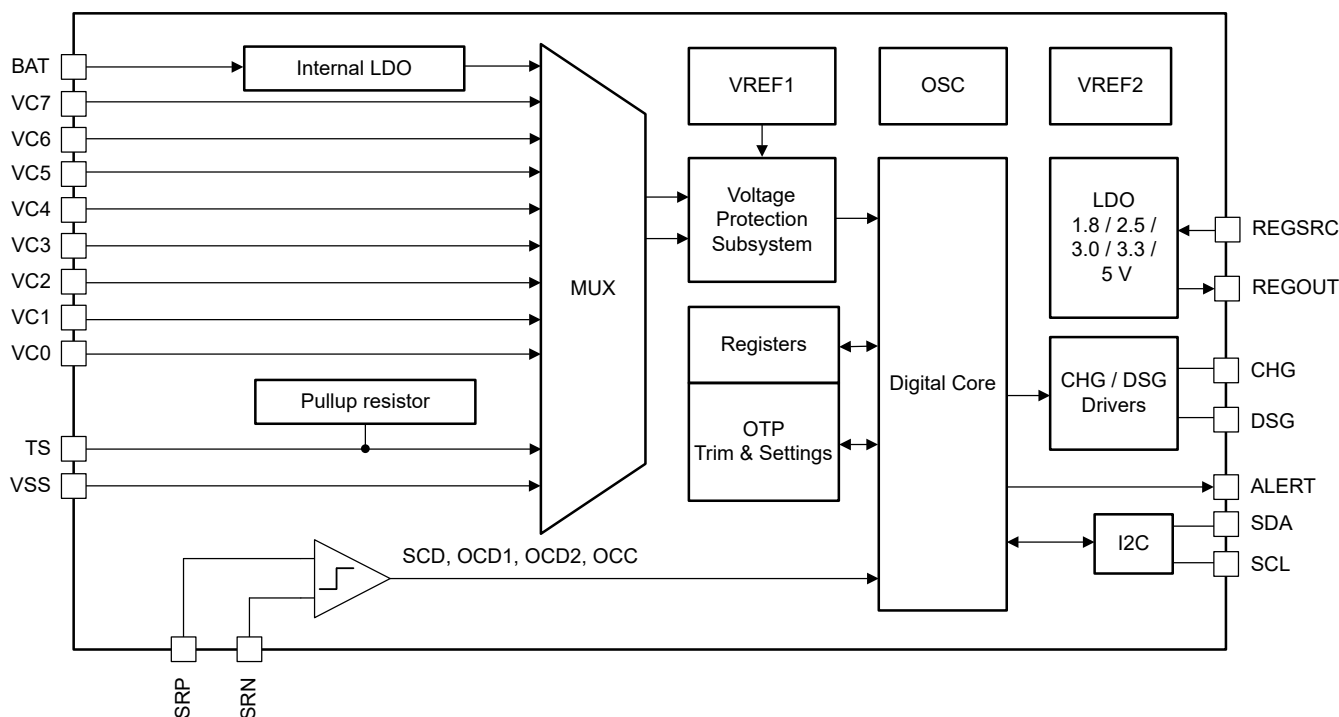 BAT
Internal LDO
VREF1
OSC
VREF2
VC7
VC6
VC5
VC4
VC3
VC2
VC1
VC0
MUX
Voltage
Protection
Subsystem
LDO
1.8 / 2.5 /
3.0 / 3.3 /
5 V
REGSRC
REGOUT
Registers
Digital Core
CHG / DSG
Drivers
CHG
DSG
Pullup resistor
OTP
Trim & Settings
TS
VSS
ALERT
SDA
I2C
SCL
SCD, OCD1, OCD2, OCC
SRP
SRN